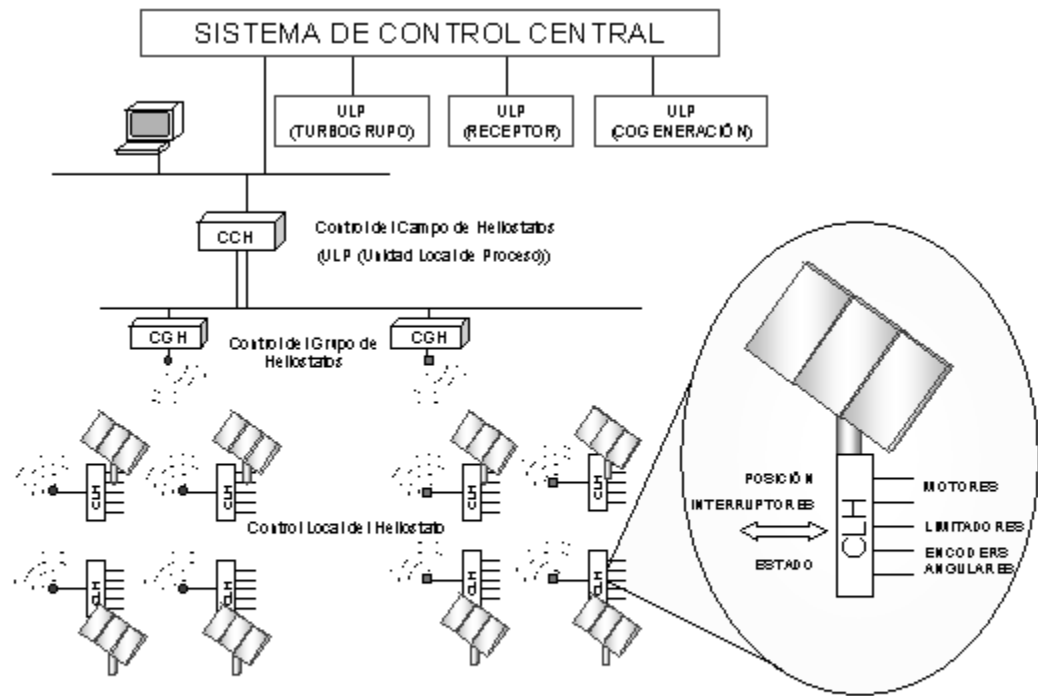 SISTEMA DE CONTROL CENTRAL
ULP
(TURBOGRUPO)
ULP
(RECEPTOR)
ULP
(COGENERACIÓN)
CCH
Control del Campo de Heliostatos
(ULP (Unidad Local de Proceso))
CGH
CGH
Control del Grupo de
Heliostatos
CLH
CLH
CLH
CLH
Control Local del Heliostato
CLH
CLH
CLH
CLH
POSICIÓN
INTERRUPTORES
ESTADO
CLH
MOTORES
LIMITADORES
ENCODERS
ANGULARES